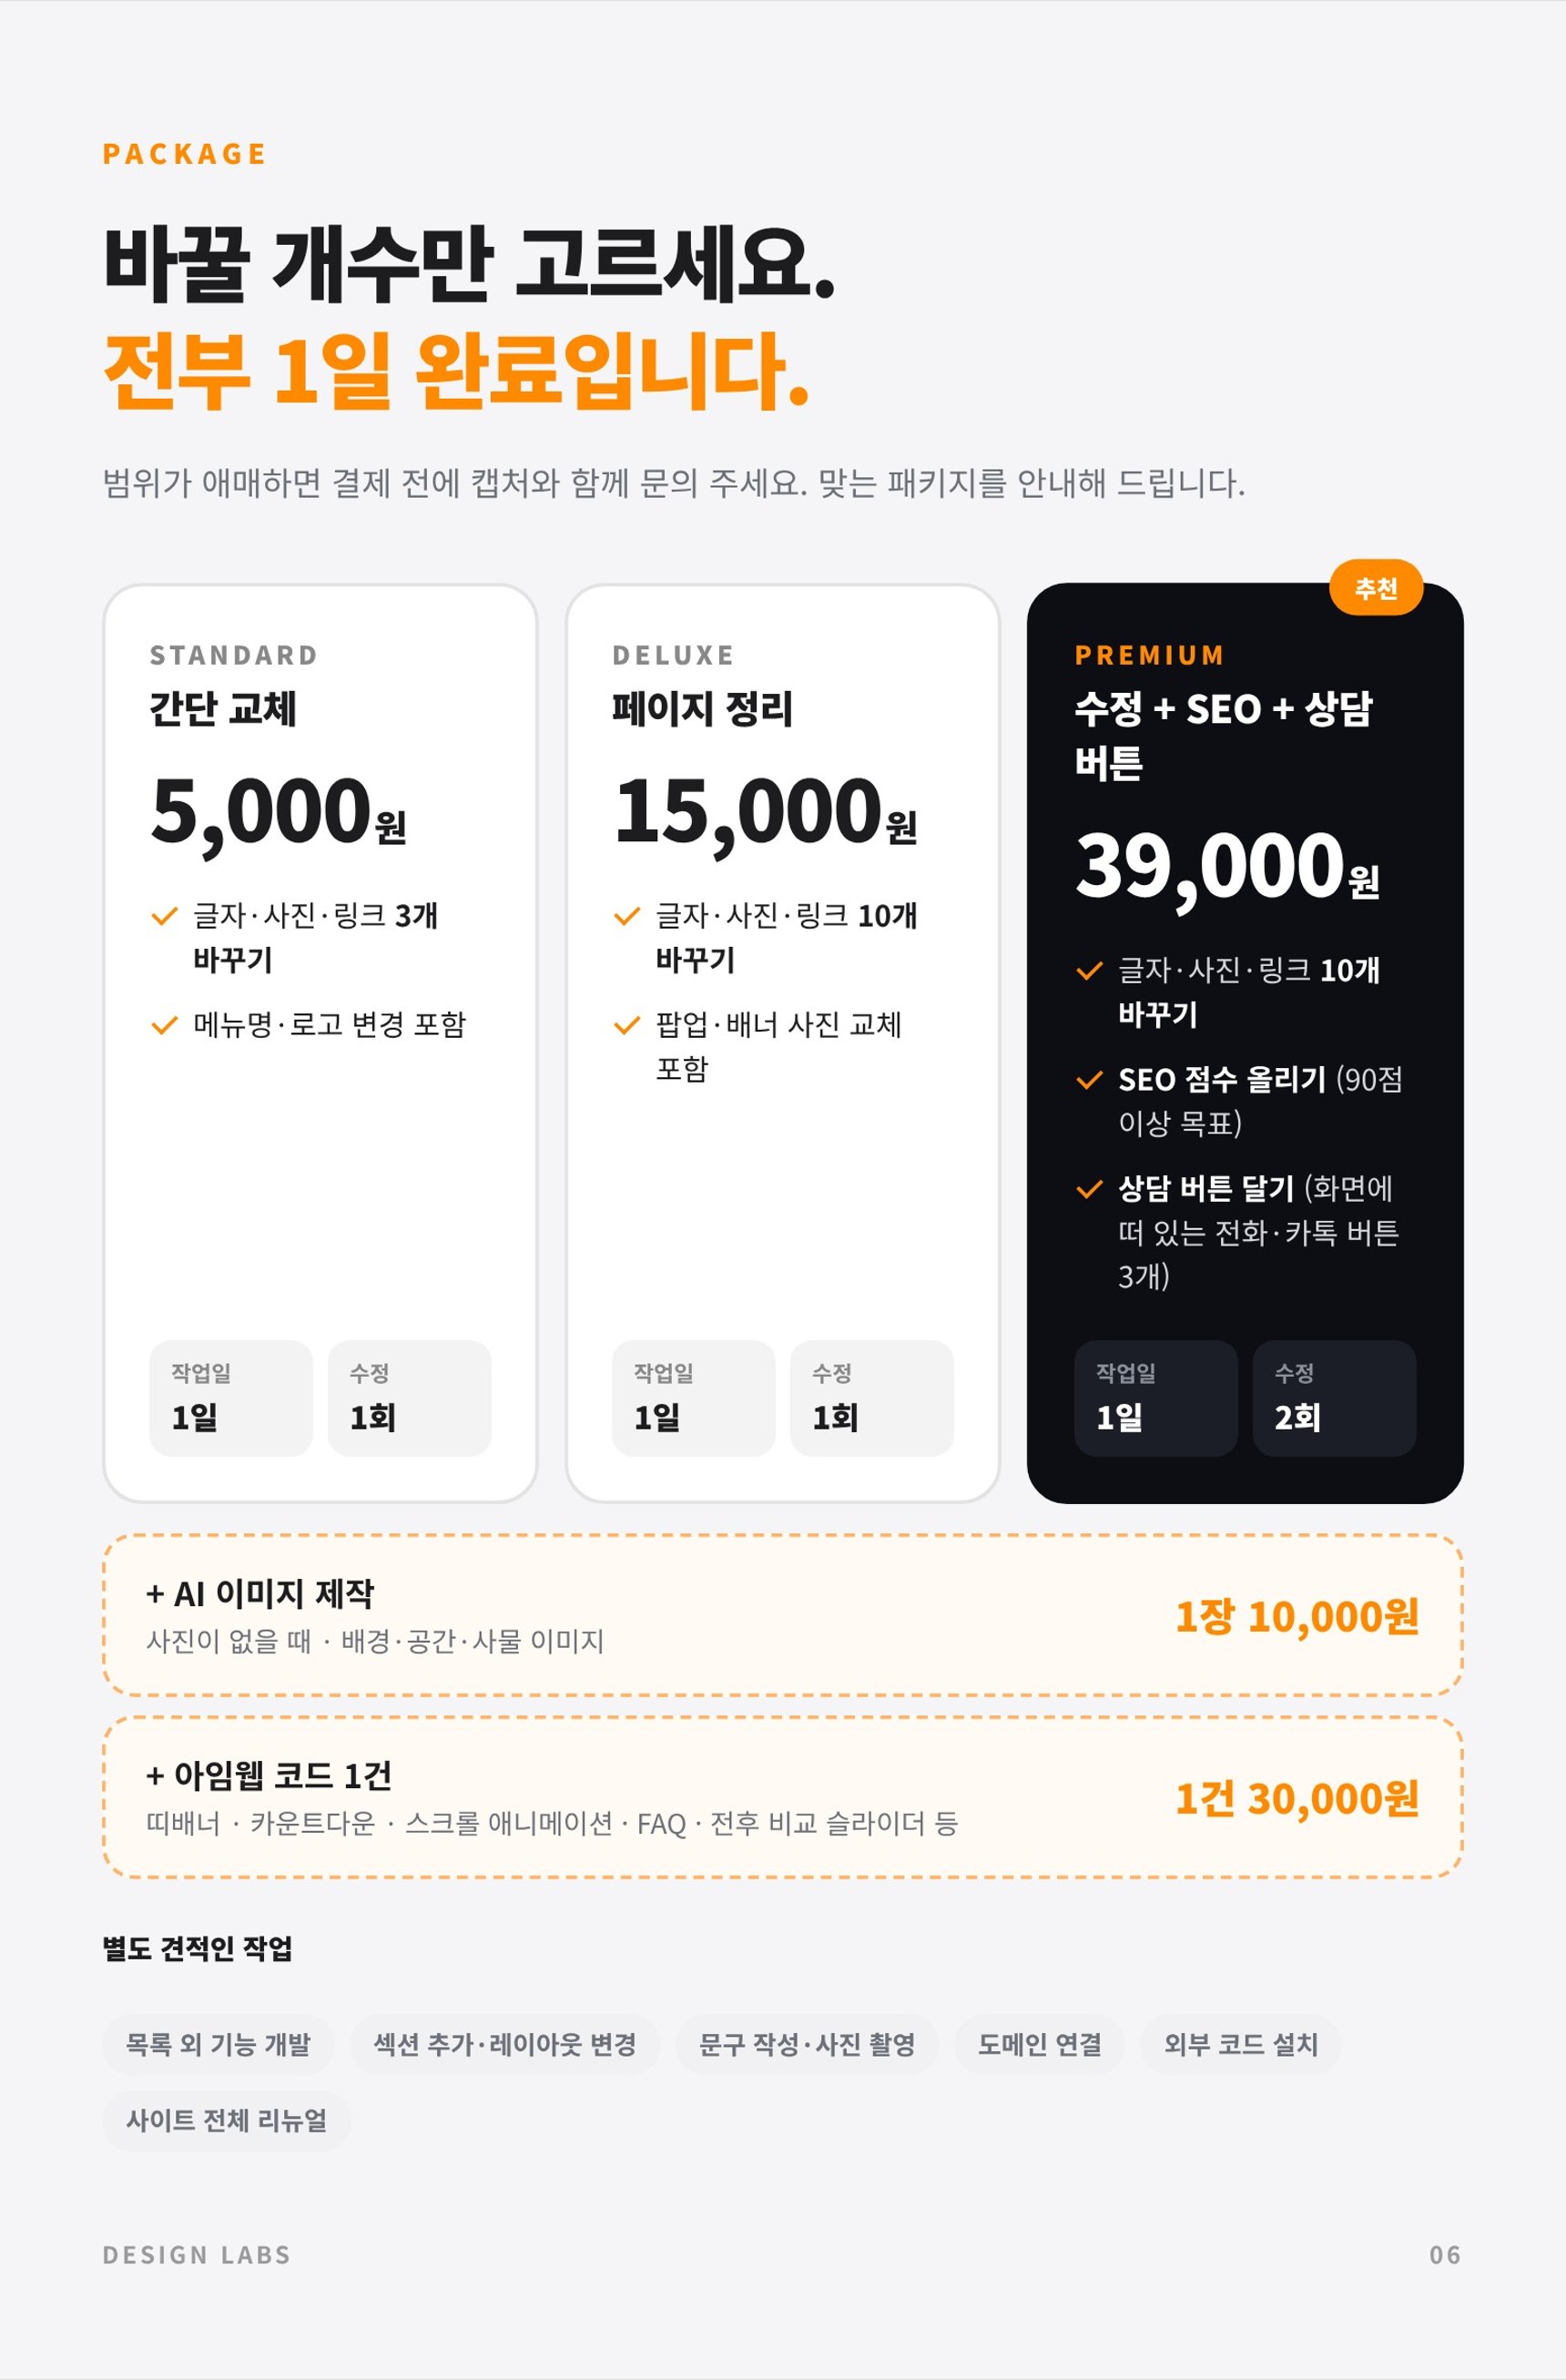 PACKAGE
바꿀 개수만 고르세요.
전부 1일 완료입니다.
범위가 애매하면 결제 전에 캡처와 함께 문의 주세요. 맞는 패키지를 안내해 드립니다.
STANDARD
간단 교체
5,000원
글자·사진·링크 3개
바꾸기
메뉴명·로고 변경 포함
작업일
1일
수정
1회
DELUXE
페이지 정리
15,000원
글자·사진·링크 10개
바꾸기
팝업·배너 사진 교체
포함
작업일
1일
수정
1회
추천
PREMIUM
수정 + SEO + 상담
버튼
39,000원
글자·사진·링크 10개
바꾸기
SEO 점수 올리기 (90점
이상 목표)
상담 버튼 달기 (화면에
떠 있는 전화·카톡 버튼
3개)
작업일
1일
수정
2회
+ AI 이미지 제작
사진이 없을 때 · 배경·공간·사물 이미지
1장 10,000원
+ 아임웹 코드 1건
띠배너 · 카운트다운 · 스크롤 애니메이션 · FAQ · 전후 비교 슬라이더 등
1건 30,000원
별도 견적인 작업
목록 외 기능 개발
섹션 추가·레이아웃 변경
문구 작성·사진 촬영
도메인 연결
외부 코드 설치
사이트 전체 리뉴얼
DESIGN LABS
06